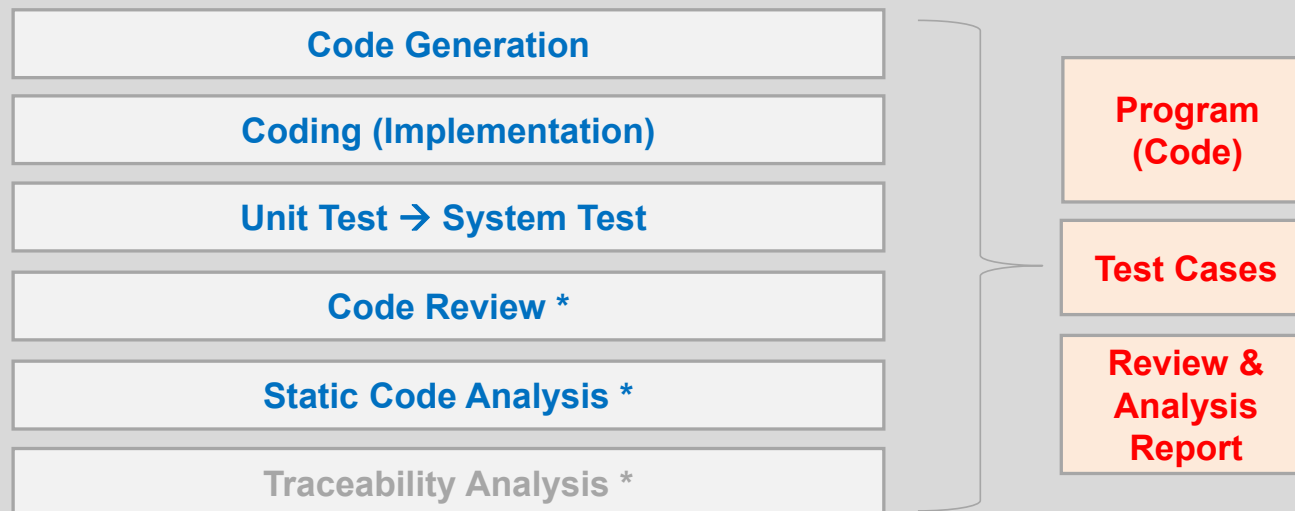 Code Generation
Coding (Implementation)
Unit Test → System Test
Code Review *
Static Code Analysis *
Traceability Analysis *
Program
(Code)
Test Cases
Review &
Analysis
Report